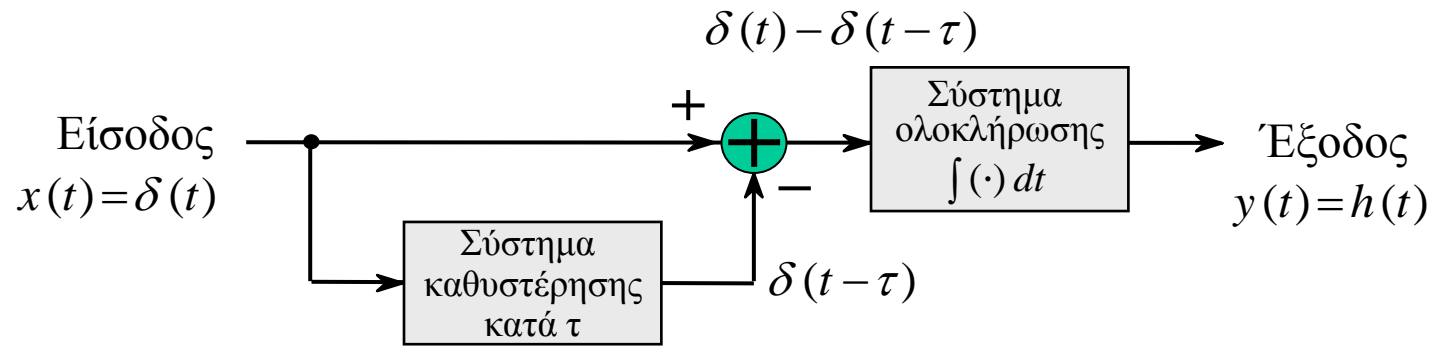 δ(t)−δ(t−τ)
+
Σύστημα
ολοκλήρωσης
∫(·) dt
Είσοδος
x(t)=δ(t)
+
−
Έξοδος
y(t)=h(t)
Σύστημα
καθυστέρησης
κατά τ
δ(t−τ)